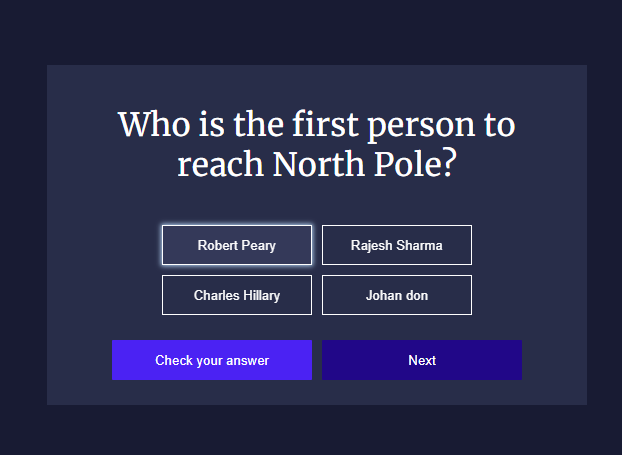 Who is the first person to
reach North Pole?
Robert Peary
Rajesh Sharma
Charles Hillary
Johan don
Check your answer
Next